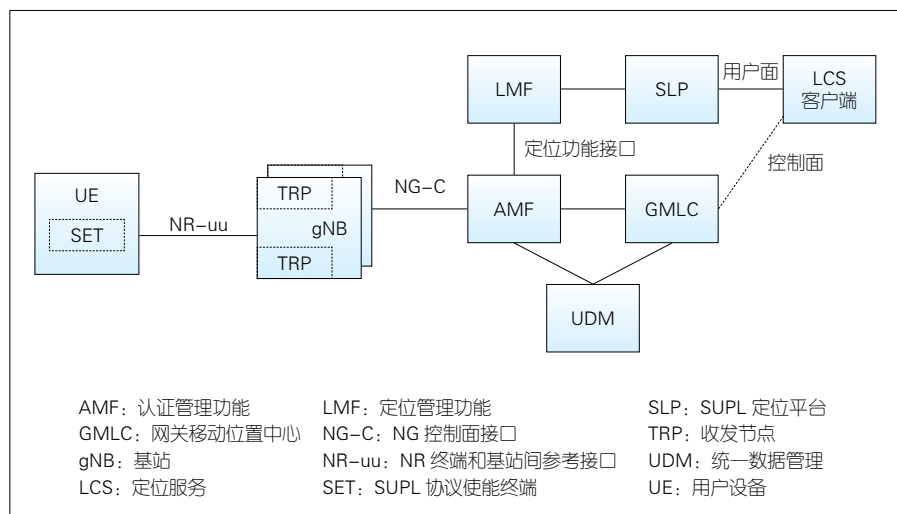 LMF
SLP
用户面
LCS
客户端
定位功能接口
控制面
UE
SET
NR-uu
TRP
gNB
TRP
NG-C
AMF
GMLC
UDM
AMF：认证管理功能
LMF：定位管理功能
SLP：SUPL 定位平台
GMLC：网关移动位置中心
NG-C：NG 控制面接口
TRP：收发节点
gNB：基站
NR-uu：NR 终端和基站间参考接口
UDM：统一数据管理
LCS：定位服务
SET：SUPL 协议使能终端
UE：用户设备